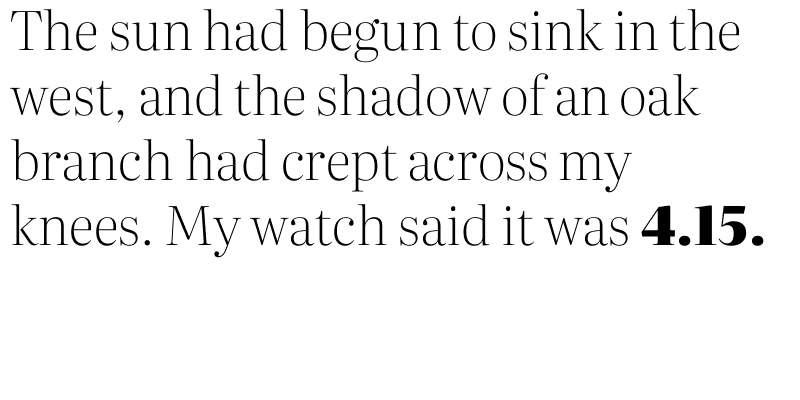 The sun had begun to sink in the
west, and the shadow of an oak
branch had crept across my
knees. My watch said it was 4.15.